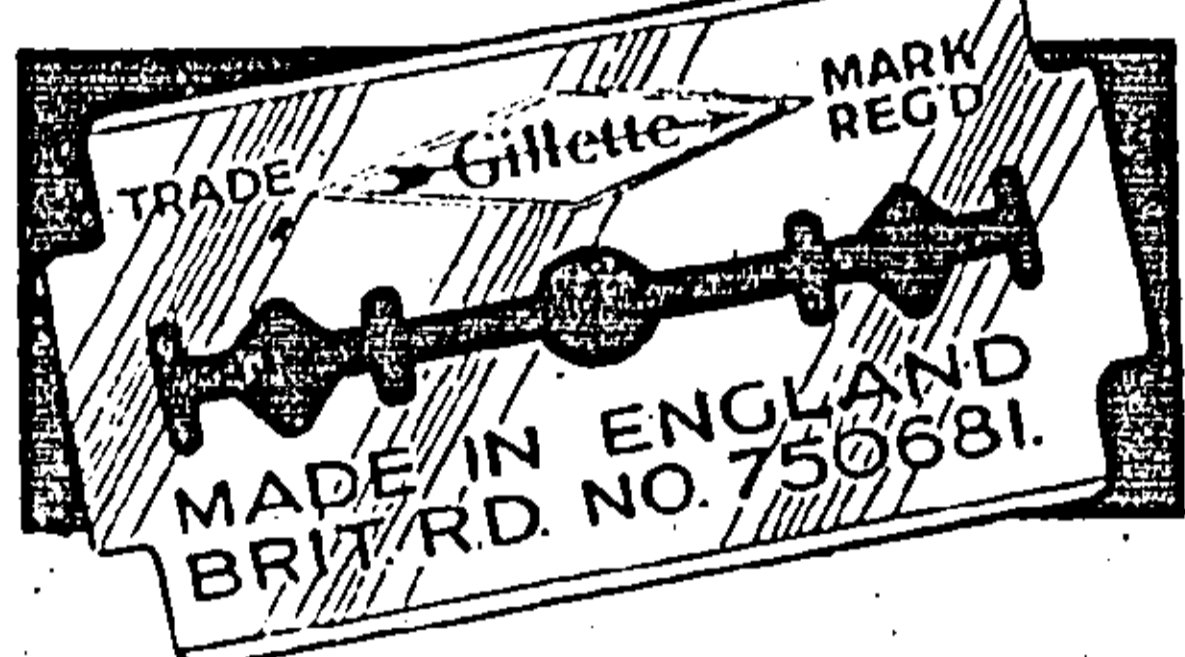 TRADE Gillette MARK
REG'D
MADE IN ENGLAND
BRIT. R.D. NO. 750681.